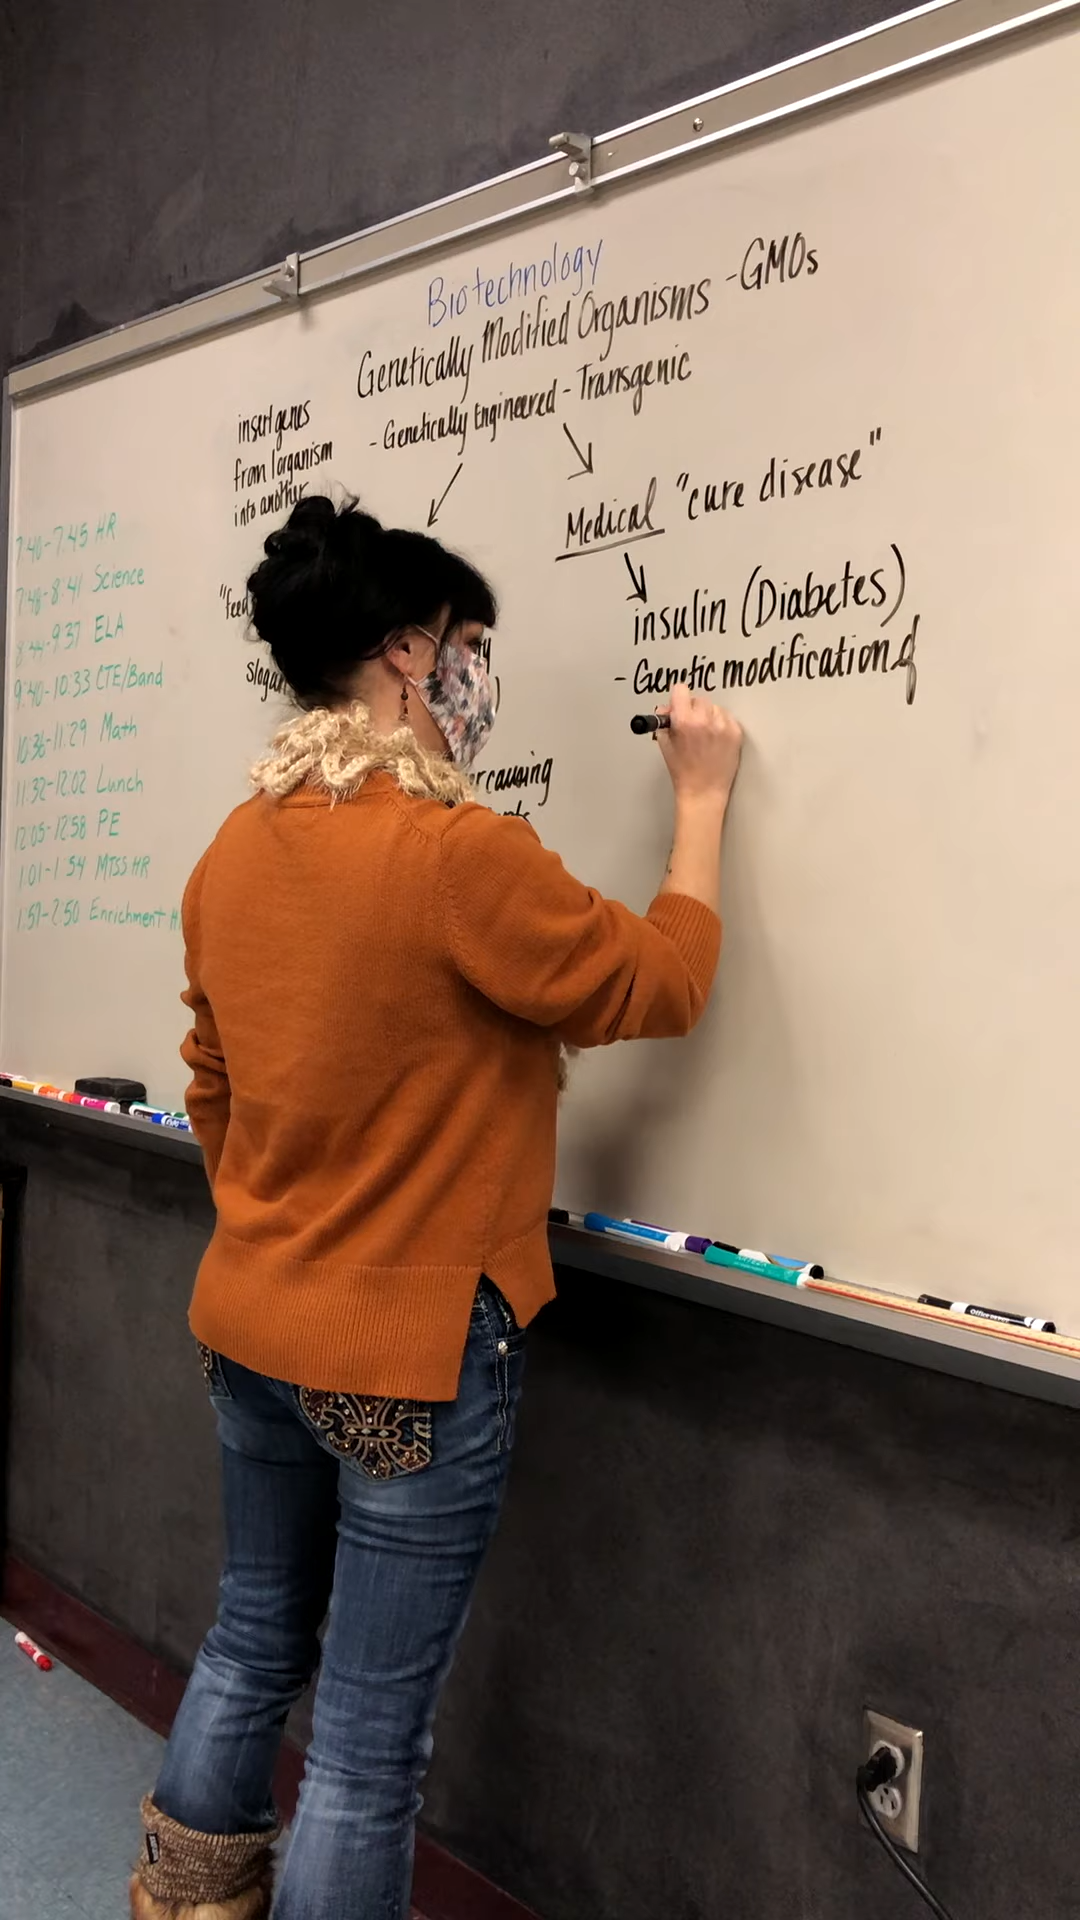 Biotechnology
Genetically Modified Organisms - GMOs
- Genetically Engineered - Transgenic
insert genes
from 1 organism
into another
Medical "cure disease"
insulin (Diabetes)
- Genetic modification of
"feed
slogan
causing
7:40-7:45 HR
7:48-8:41 Science
8:44-9:37 ELA
9:40-10:33 CTE/Band
10:36-11:29 Math
11:32-12:02 Lunch
12:05-12:58 PE
1:01-1:54 MTSS HR
1:57-2:50 Enrichment